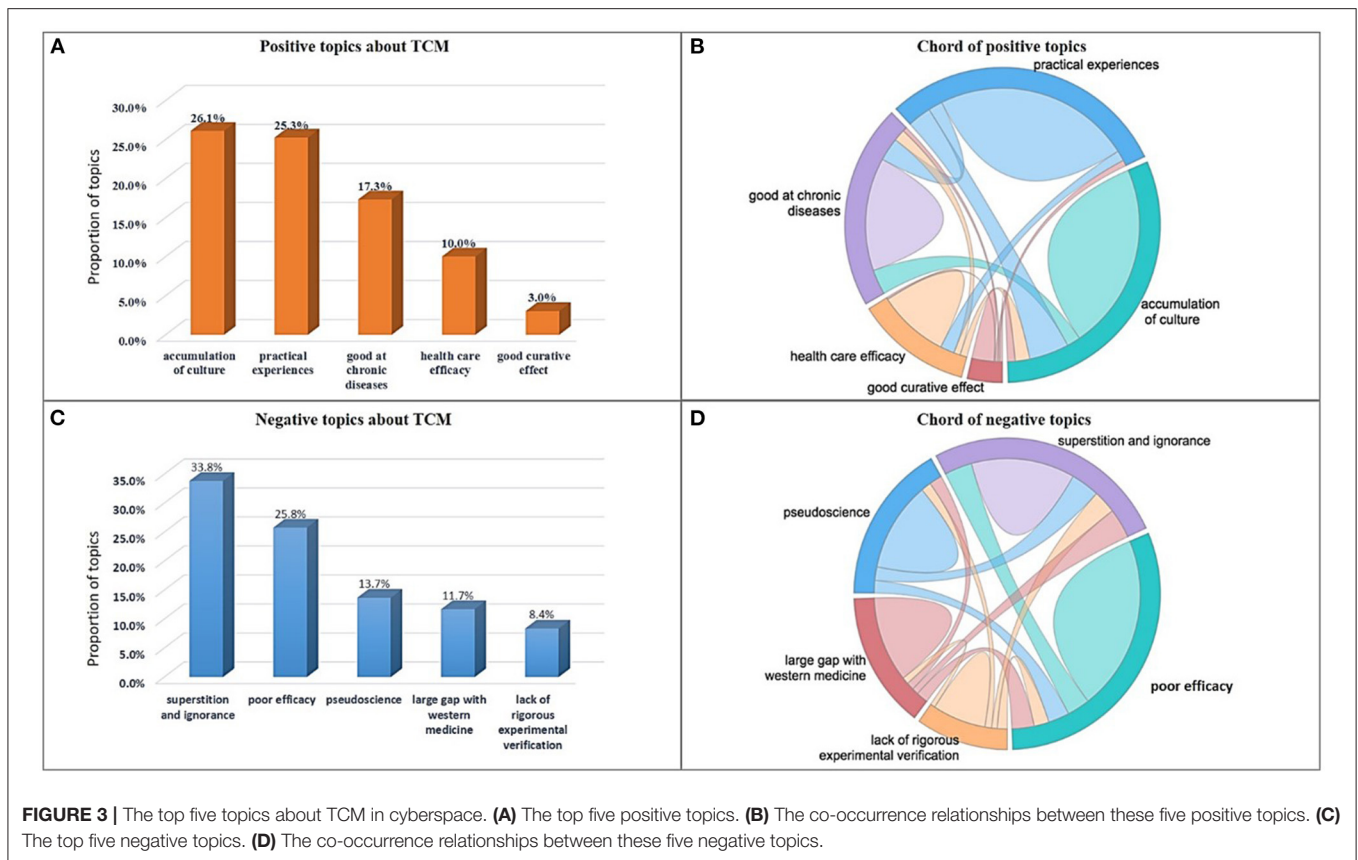 A
Positive topics about TCM
Proportion of topics
30.0%
25.0%
20.0%
15.0%
10.0%
5.0%
0.0%
26.1%
25.3%
17.3%
10.0%
3.0%
accumulation
of culture
practical
experiences
good at
chronic
diseases
health care
efficacy
good curative
effect
B
Chord of positive topics
practical experiences
good at chronic
diseases
accumulation
of culture
health care efficacy
good curative effect
C
Negative topics about TCM
Proportion of topics
35.0%
30.0%
25.0%
20.0%
15.0%
10.0%
5.0%
0.0%
33.8%
25.8%
13.7%
11.7%
8.4%
superstition
and ignorance
poor efficacy
pseudoscience
large gap with
western
medicine
lack of
rigorous
experimental
verification
D
Chord of negative topics
superstition and ignorance
pseudoscience
large gap with
western medicine
poor efficacy
lack of rigorous
experimental verification
FIGURE 3 | The top five topics about TCM in cyberspace. (A) The top five positive topics. (B) The co-occurrence relationships between these five positive topics. (C)
The top five negative topics. (D) The co-occurrence relationships between these five negative topics.